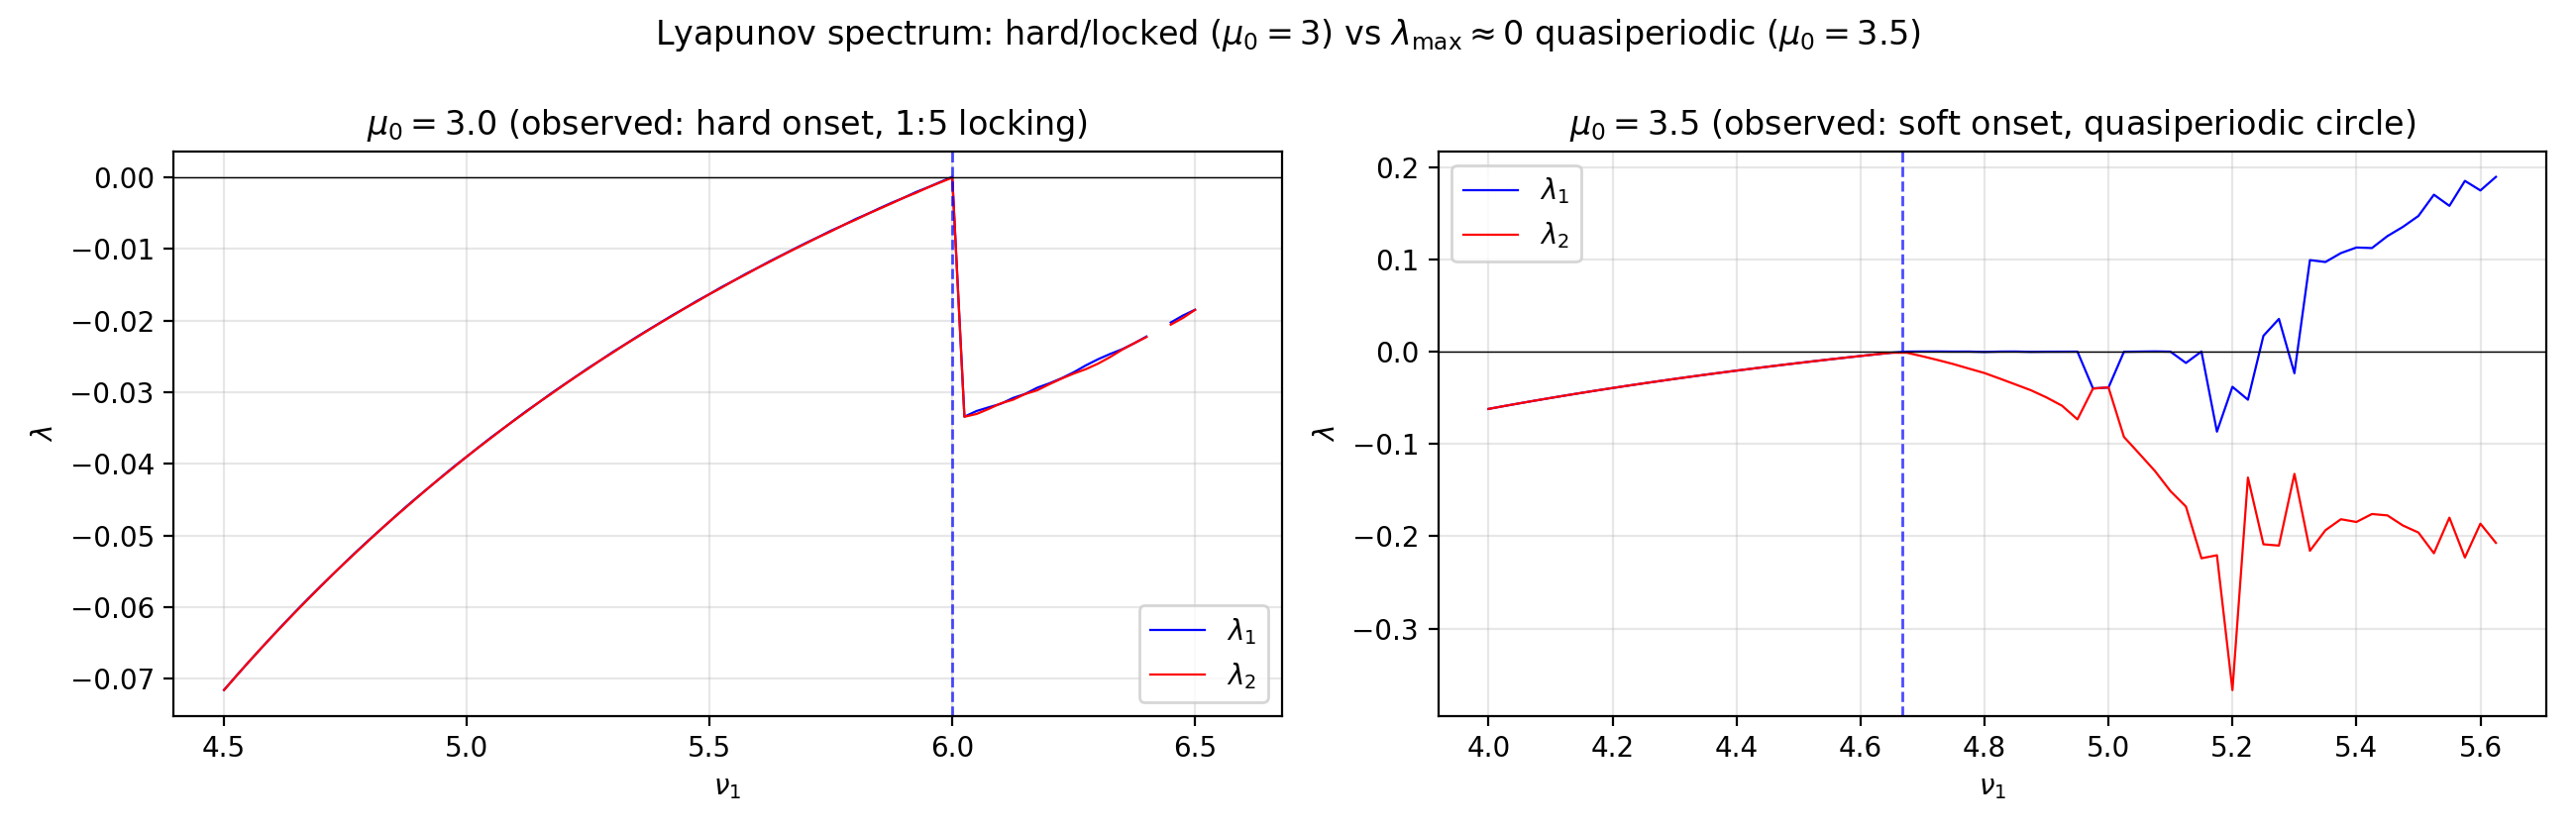 Lyapunov spectrum: hard/locked (μ₀ = 3) vs λₘₐₓ ≈ 0 quasiperiodic (μ₀ = 3.5)
μ₀ = 3.0 (observed: hard onset, 1:5 locking)
0.00
−0.01
−0.02
−0.03
−0.04
−0.05
−0.06
−0.07
λ
4.5 5.0 5.5 6.0 6.5
ν₁
λ₁
λ₂
μ₀ = 3.5 (observed: soft onset, quasiperiodic circle)
λ₁
λ₂
0.2
0.1
0.0
−0.1
−0.2
−0.3
λ
4.0 4.2 4.4 4.6 4.8 5.0 5.2 5.4 5.6
ν₁